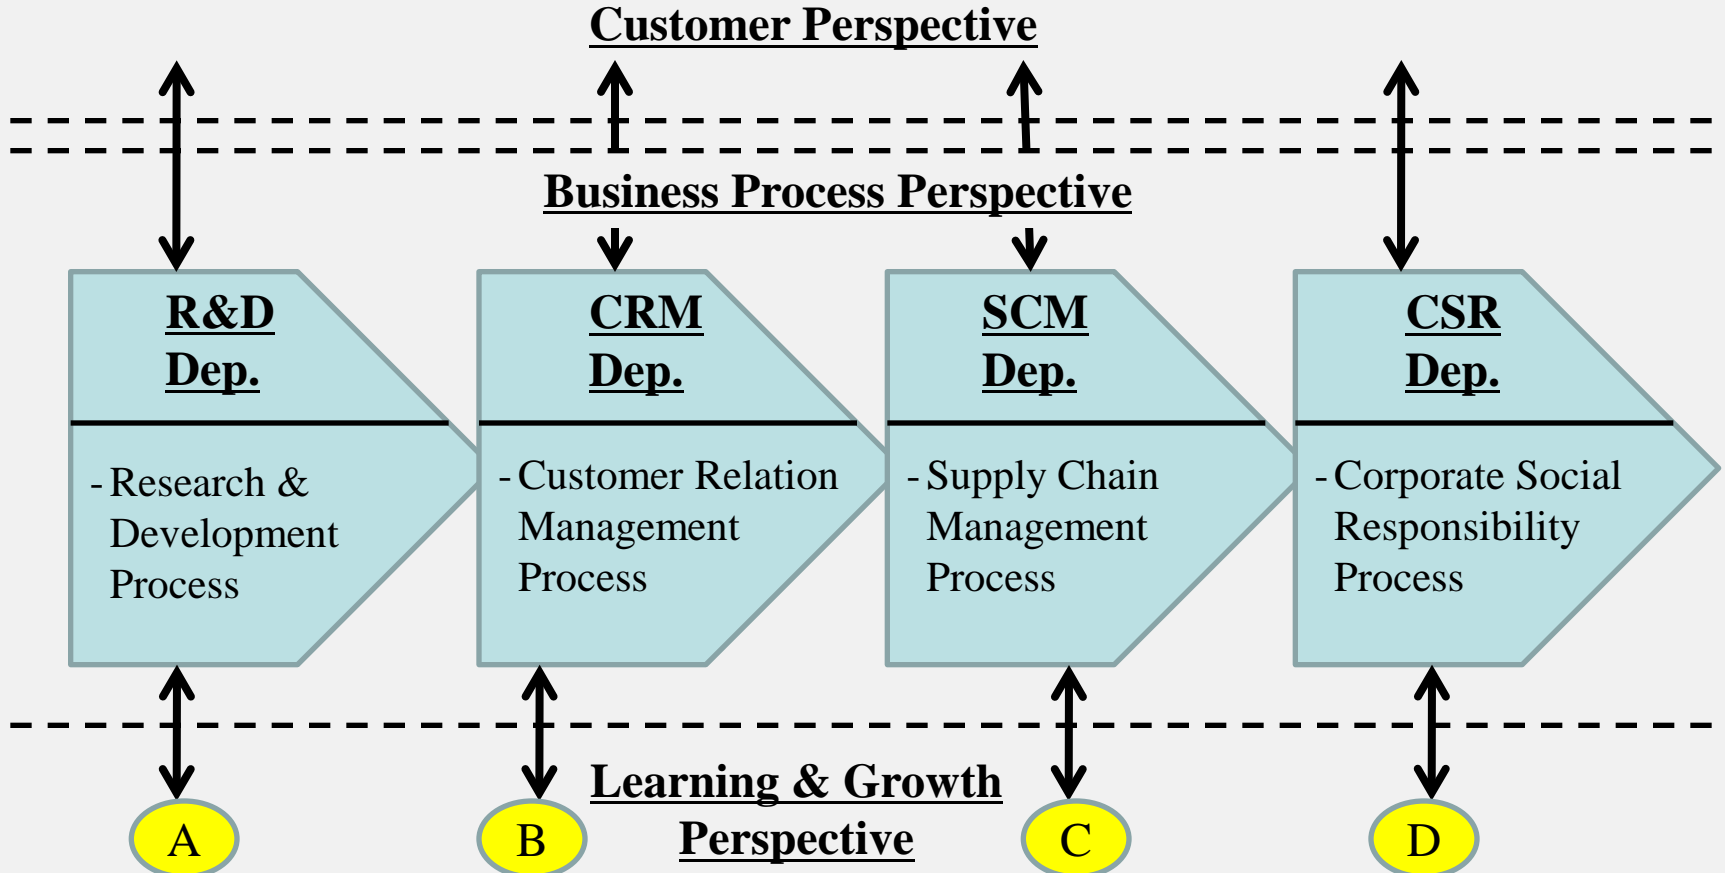 Customer Perspective
Business Process Perspective
R&D
Dep.
- Research &
Development
Process
CRM
Dep.
- Customer Relation
Management
Process
SCM
Dep.
- Supply Chain
Management
Process
CSR
Dep.
- Corporate Social
Responsibility
Process
Learning & Growth
Perspective
A
B
C
D